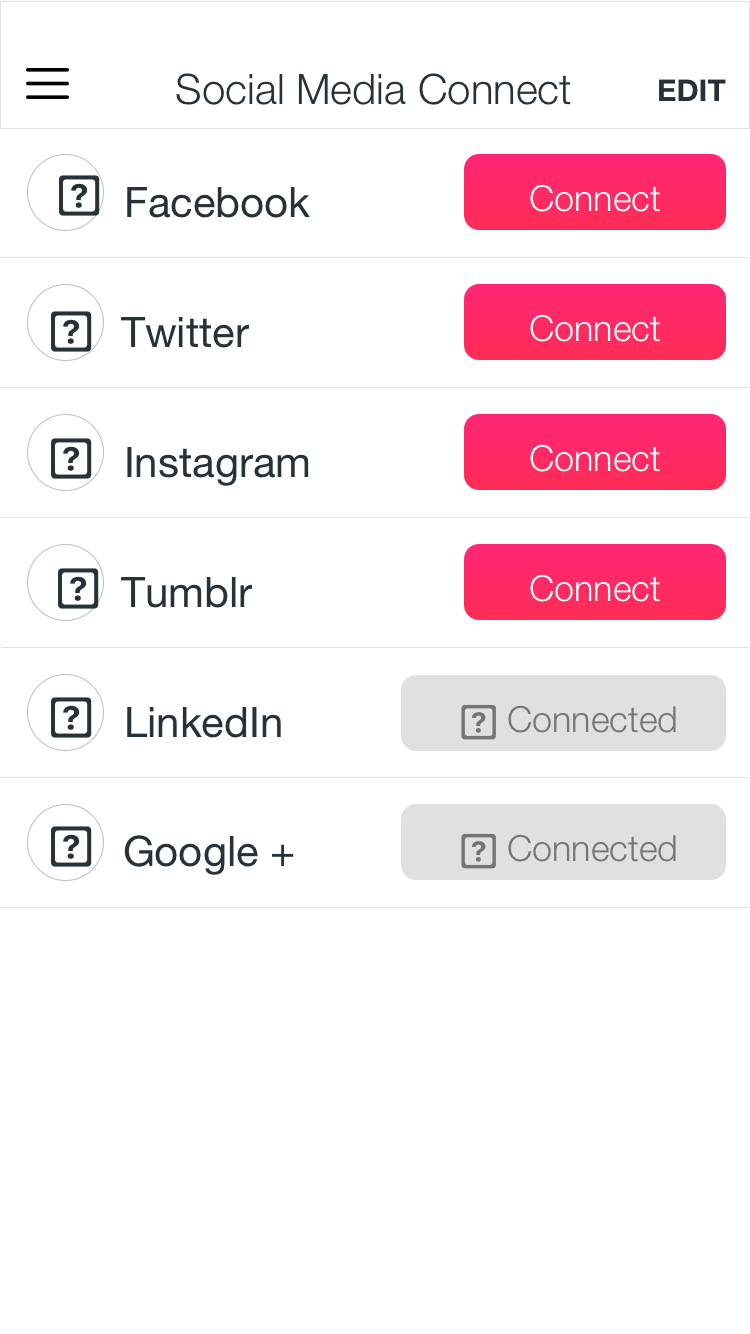 Social Media Connect EDIT
Facebook Connect
Twitter Connect
Instagram Connect
Tumblr Connect
LinkedIn ? Connected
Google + ? Connected